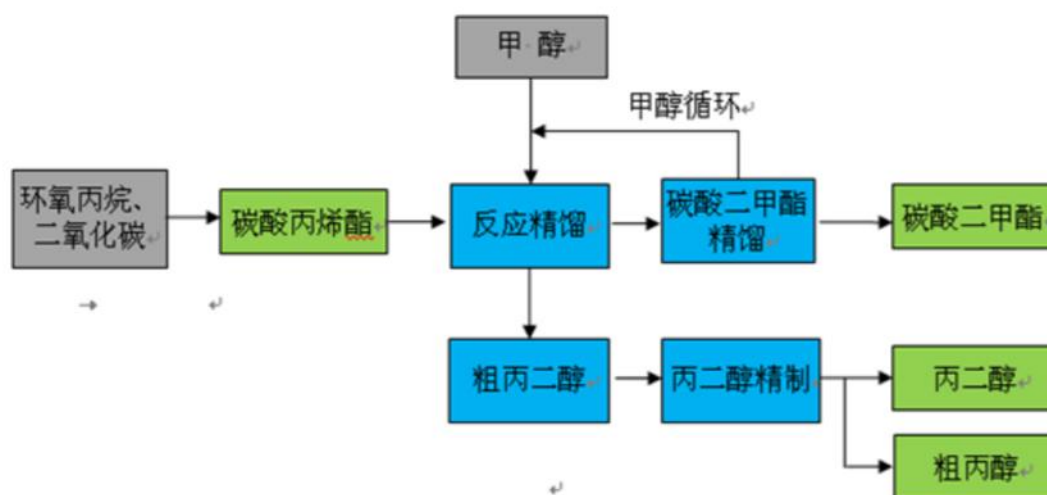 甲 醇
甲醇循环
环氧丙烷、
二氧化碳
碳酸丙烯酯
反应精馏
碳酸二甲酯
精馏
碳酸二甲酯
粗丙二醇
丙二醇精制
丙二醇
粗丙醇